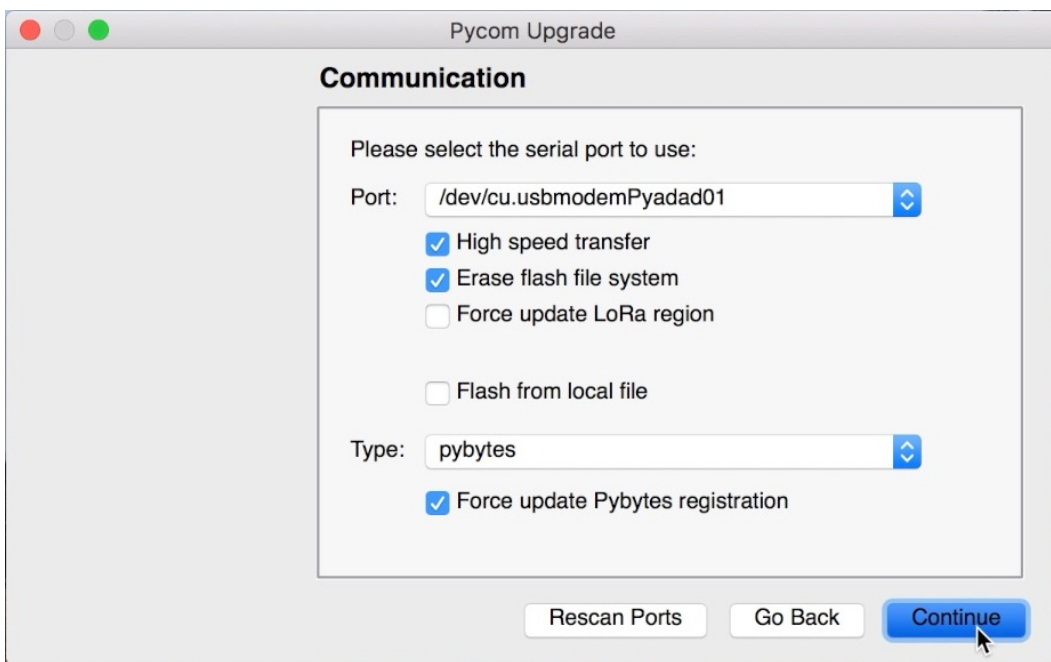 Pycom Upgrade
Communication
Please select the serial port to use:
Port: /dev/cu.usbmodemPyadad01
High speed transfer
Erase flash file system
Force update LoRa region
Flash from local file
Type: pybytes
Force update Pybytes registration
Rescan Ports Go Back Continue